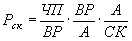 Pск. = ЧП/ВР · ВР/А · А/СК